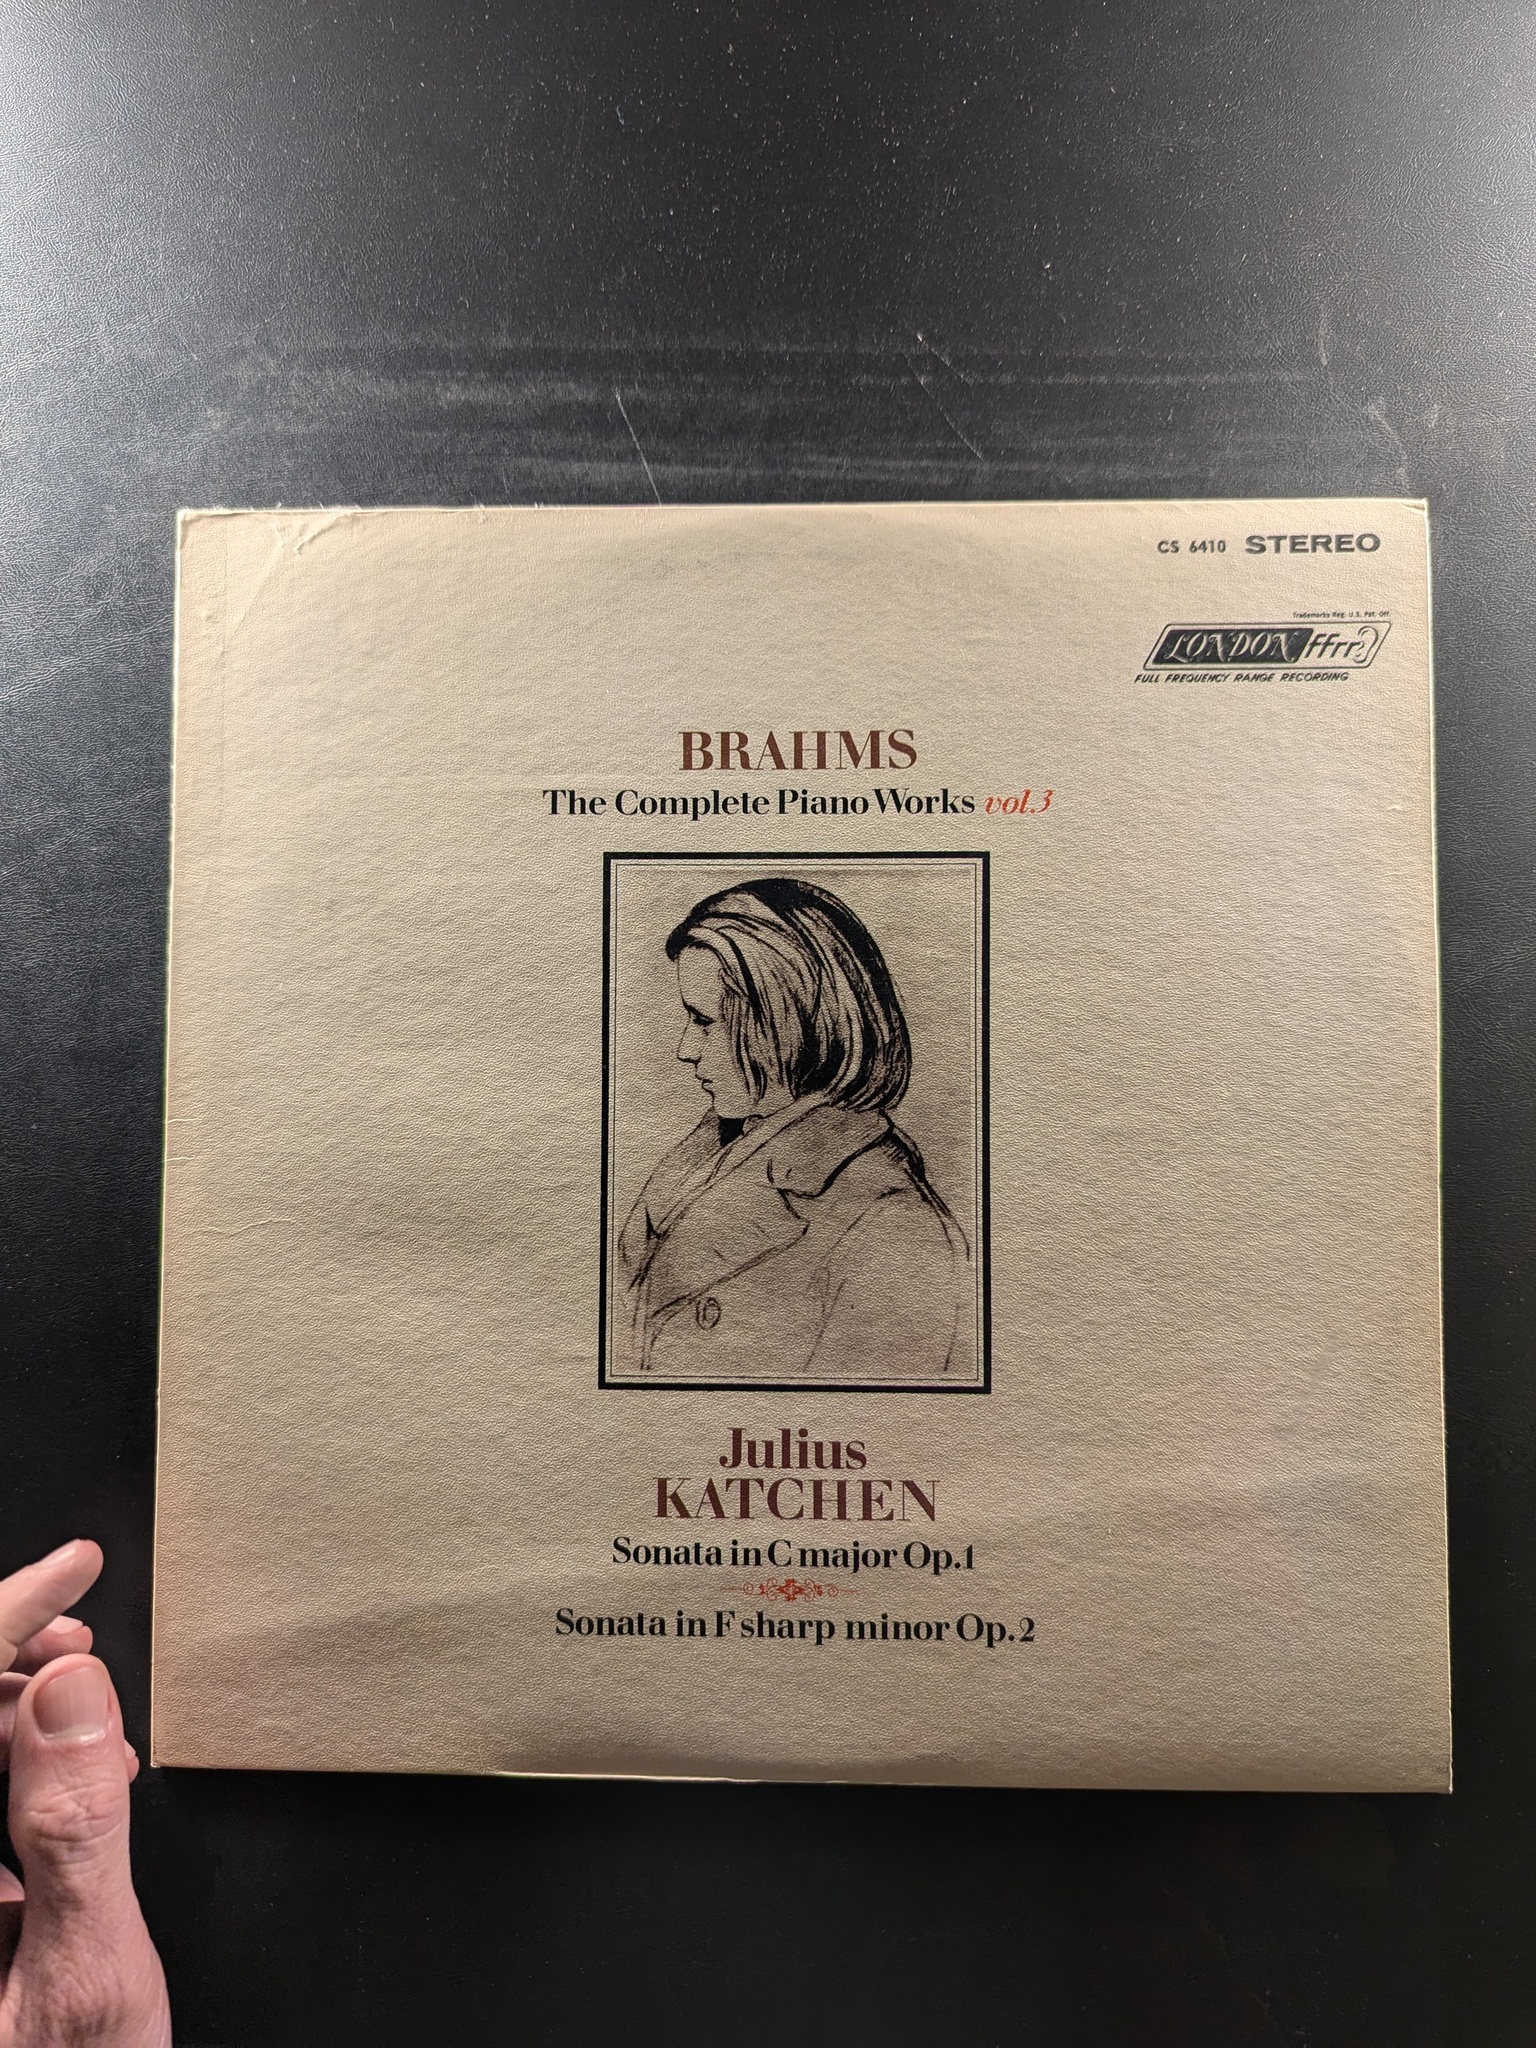 CS 6410 STEREO
Trademarks Reg. U.S. Pat. Off
LONDON ffrr
FULL FREQUENCY RANGE RECORDING
BRAHMS
The Complete Piano Works vol.3
Julius
KATCHEN
Sonata in C major Op.1
Sonata in F sharp minor Op.2